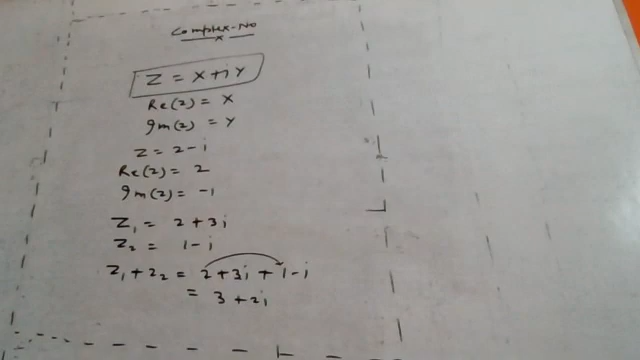 Complex-No
Z = X+iY
Re(z) = X
Im(z) = Y
Z = 2-i
Re(z) = 2
Im(z) = -1
Z₁ = 2+3i
Z₂ = 1-i
Z₁+Z₂ = 2+3i+1-i
= 3+2i